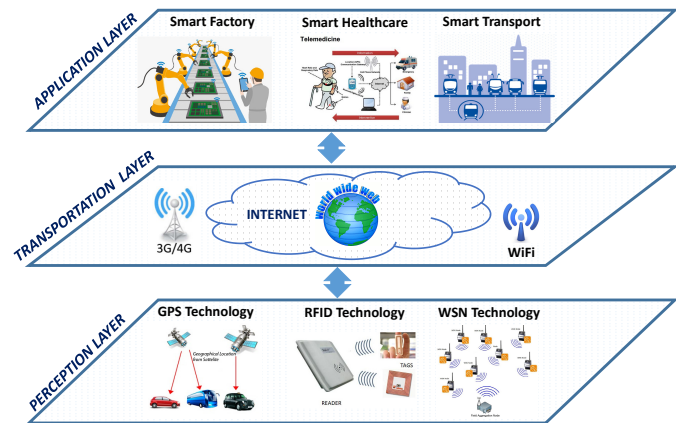 APPLICATION LAYER
Smart Factory
Smart Healthcare
Smart Transport
Telemedicine
TRANSPORTATION LAYER
3G/4G
INTERNET
world wide web
WiFi
PERCEPTION LAYER
GPS Technology
RFID Technology
WSN Technology
Geographical Location
from Satellite
TAGS
READER